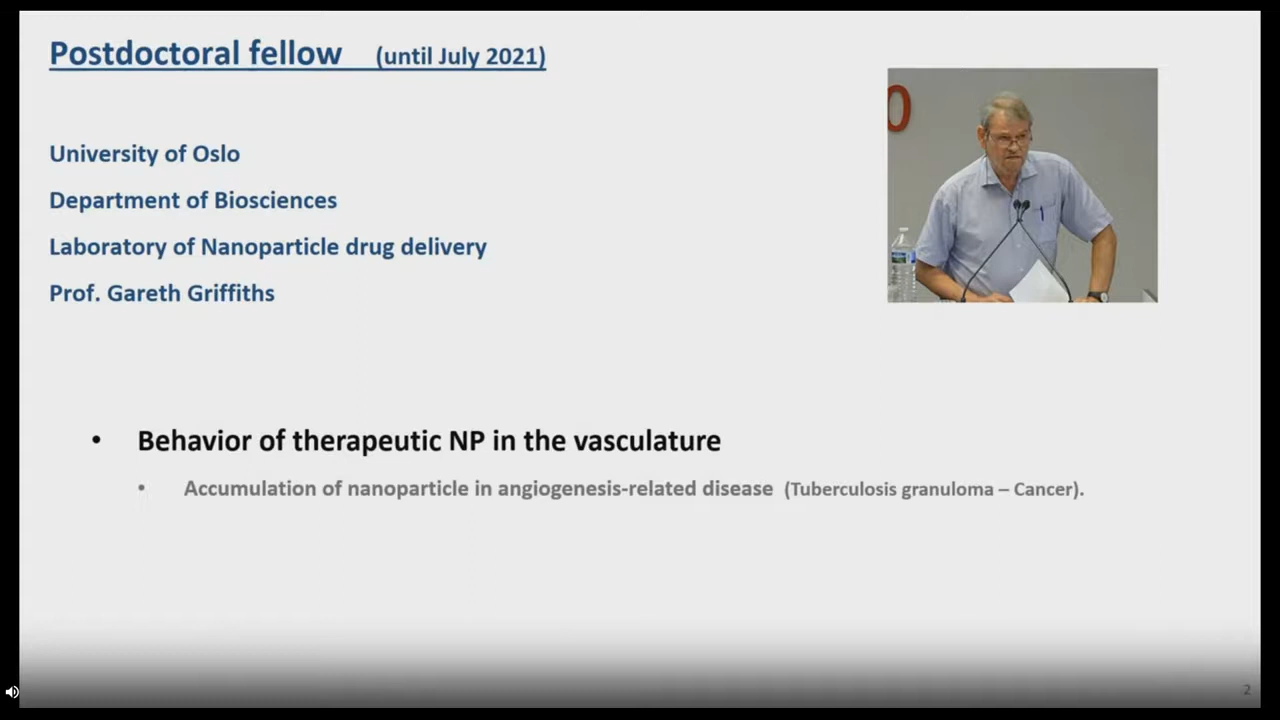 Postdoctoral fellow (until July 2021)
University of Oslo
Department of Biosciences
Laboratory of Nanoparticle drug delivery
Prof. Gareth Griffiths
• Behavior of therapeutic NP in the vasculature
• Accumulation of nanoparticle in angiogenesis-related disease (Tuberculosis granuloma – Cancer).
2